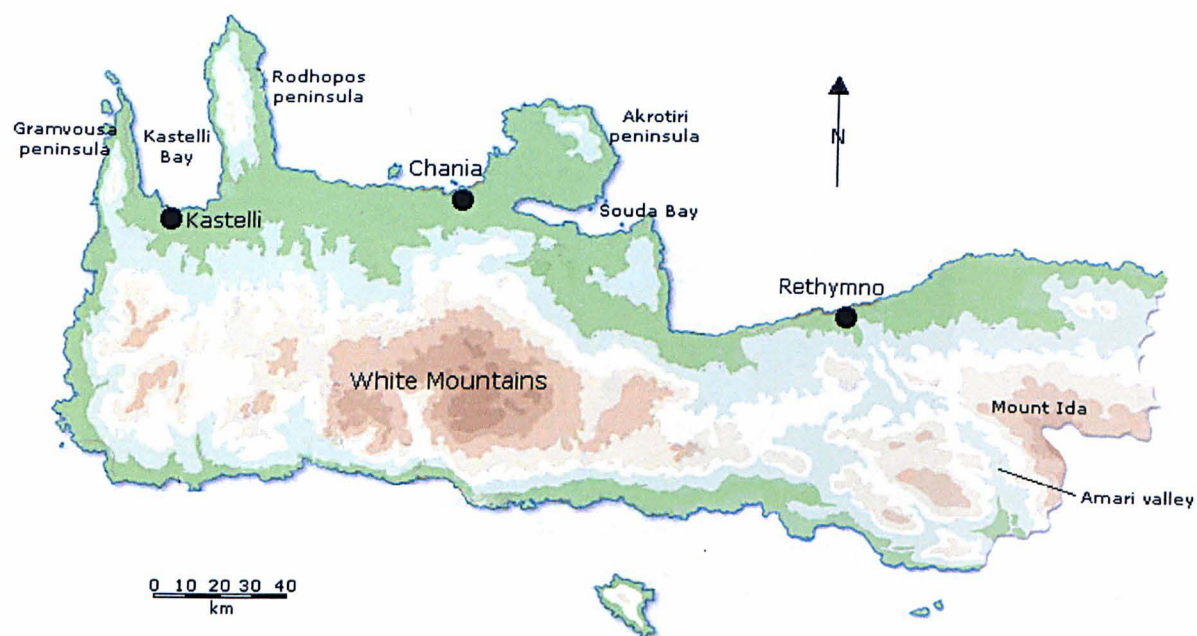 Rodhopos
peninsula
Gramvousa
peninsula
Kastelli
Bay
Akrotiri
peninsula
N
Chania
Kastelli
Souda Bay
Rethymno
White Mountains
Mount Ida
Amari valley
0 10 20 30 40
km